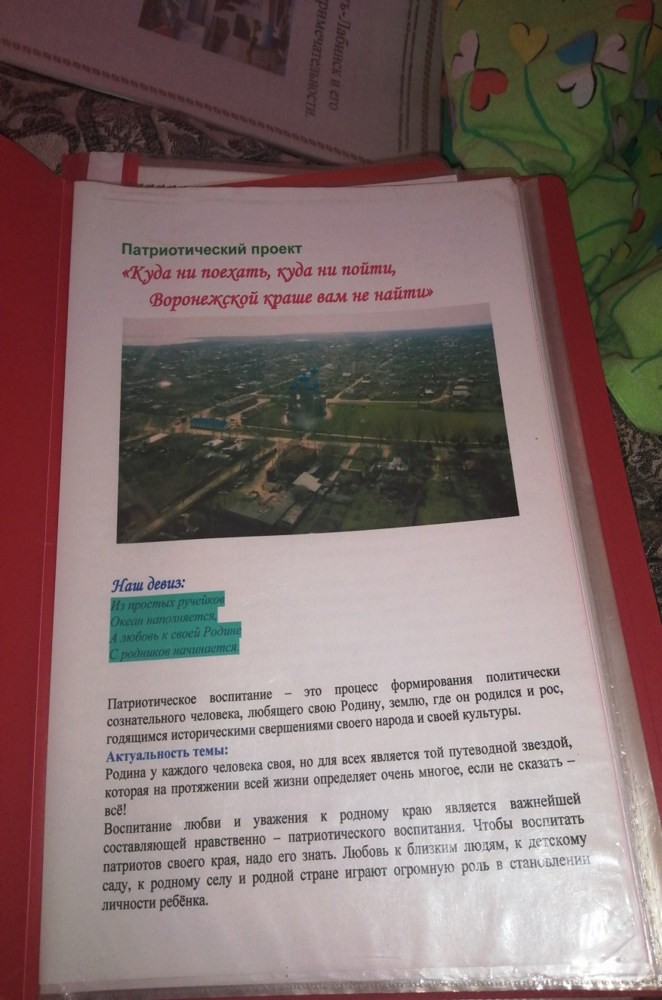 ть-Лабинск и его
римечательности.
Патриотический проект
«Куда ни поехать, куда ни пойти,
Воронежской краше вам не найти»
Наш девиз:
Из простых ручейков
Океан наполняется,
А любовь к своей Родине
С родников начинается.
Патриотическое воспитание – это процесс формирования политически
сознательного человека, любящего свою Родину, землю, где он родился и рос,
годящимся историческими свершениями своего народа и своей культуры.
Актуальность темы:
Родина у каждого человека своя, но для всех является той путеводной звездой,
которая на протяжении всей жизни определяет очень многое, если не сказать –
всё!
Воспитание любви и уважения к родному краю является важнейшей
составляющей нравственно – патриотического воспитания. Чтобы воспитать
патриотов своего края, надо его знать. Любовь к близким людям, к детскому
саду, к родному селу и родной стране играют огромную роль в становлении
личности ребёнка.